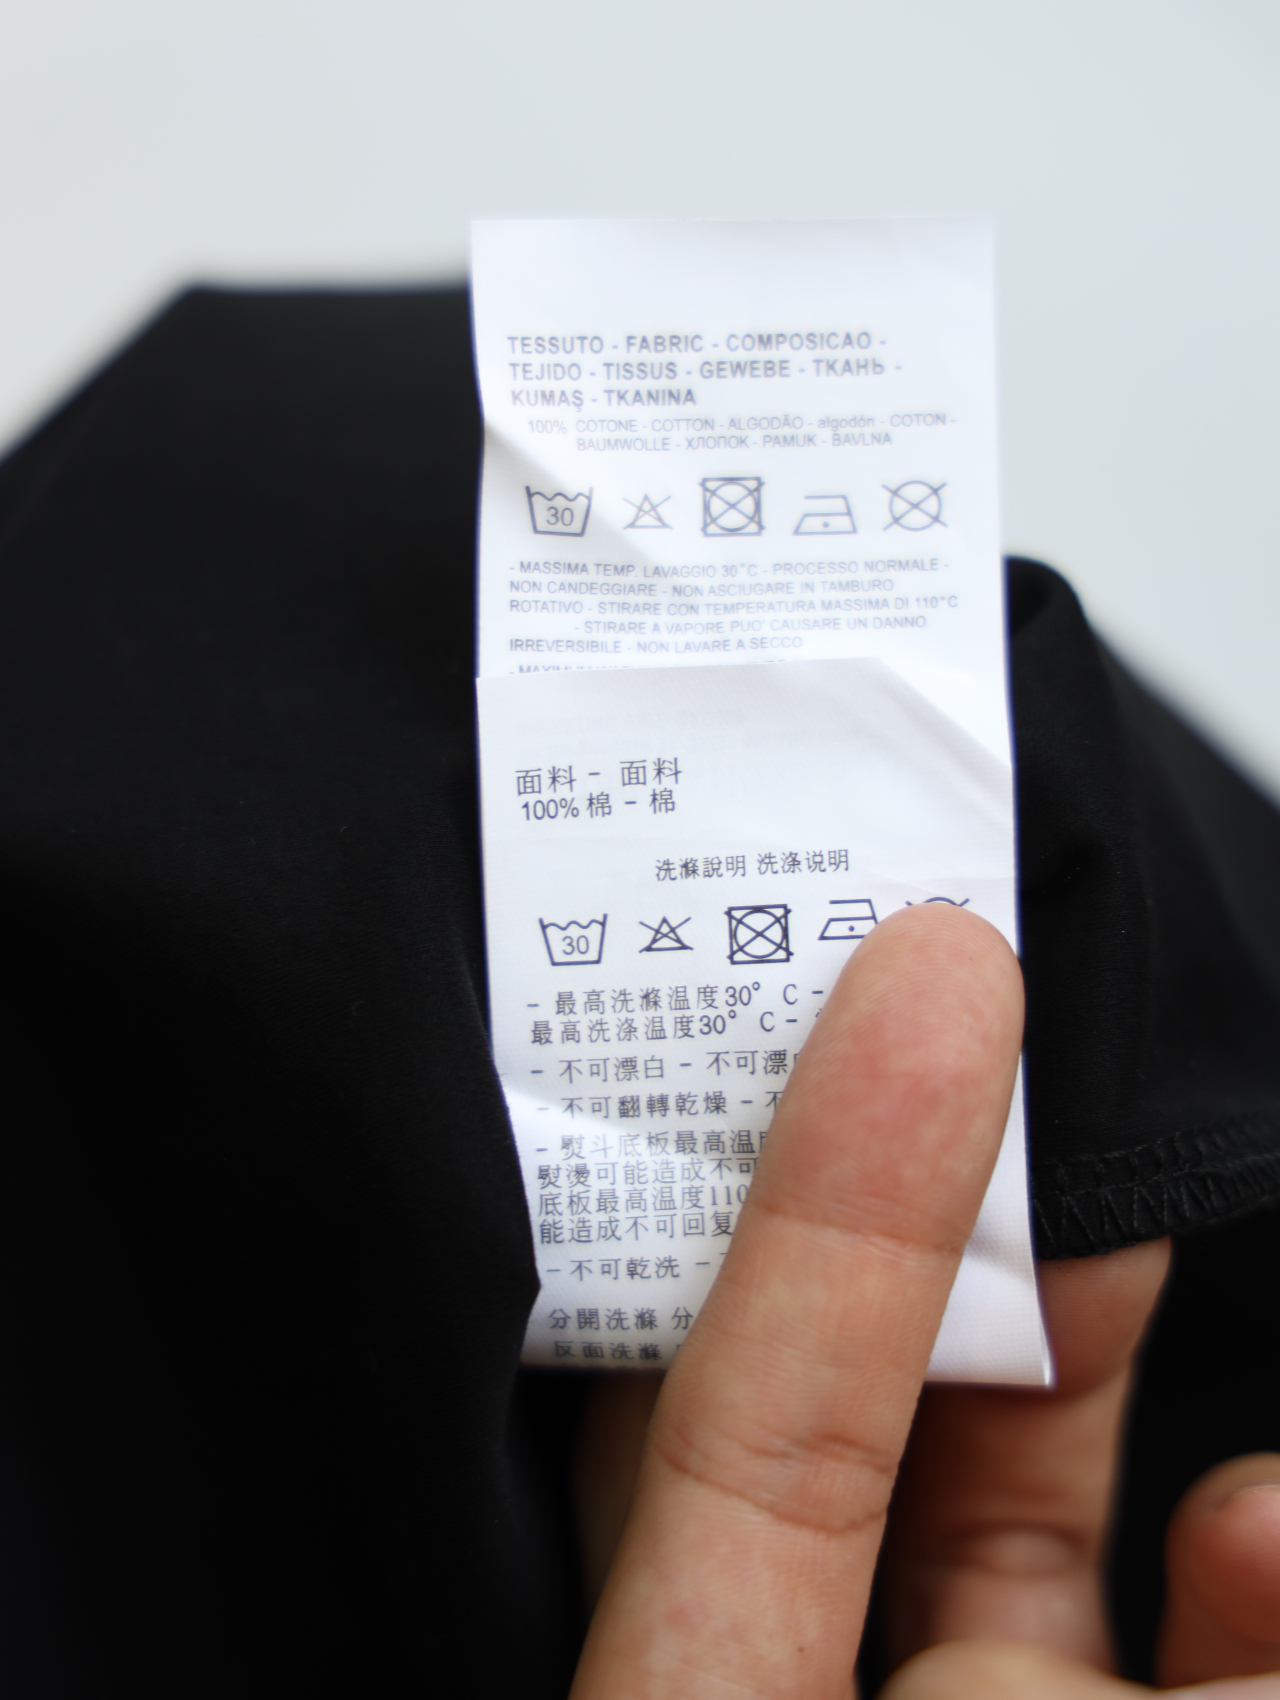 TESSUTO - FABRIC - COMPOSICAO -
TEJIDO - TISSUS - GEWEBE - ТКАНЬ -
KUMAŞ - TKANINA
100% COTONE - COTTON - ALGODÃO - algodón - COTON -
BAUMWOLLE - ХЛОПОК - PAMUK - BAVLNA
30
- MASSIMA TEMP. LAVAGGIO 30°C - PROCESSO NORMALE -
NON CANDEGGIARE - NON ASCIUGARE IN TAMBURO
ROTATIVO - STIRARE CON TEMPERATURA MASSIMA DI 110°C
- STIRARE A VAPORE PUO' CAUSARE UN DANNO
IRREVERSIBILE - NON LAVARE A SECCO
面料 - 面料
100% 棉 - 棉
洗滌說明 洗涤说明
30
- 最高洗滌温度30° C -
最高洗涤温度30° C -
- 不可漂白 - 不可漂
- 不可翻轉乾燥 - 不
- 熨斗底板最高温
熨燙可能造成不可
底板最高温度110
能造成不可回复
- 不可乾洗 -
分開洗滌 分
反面洗滌